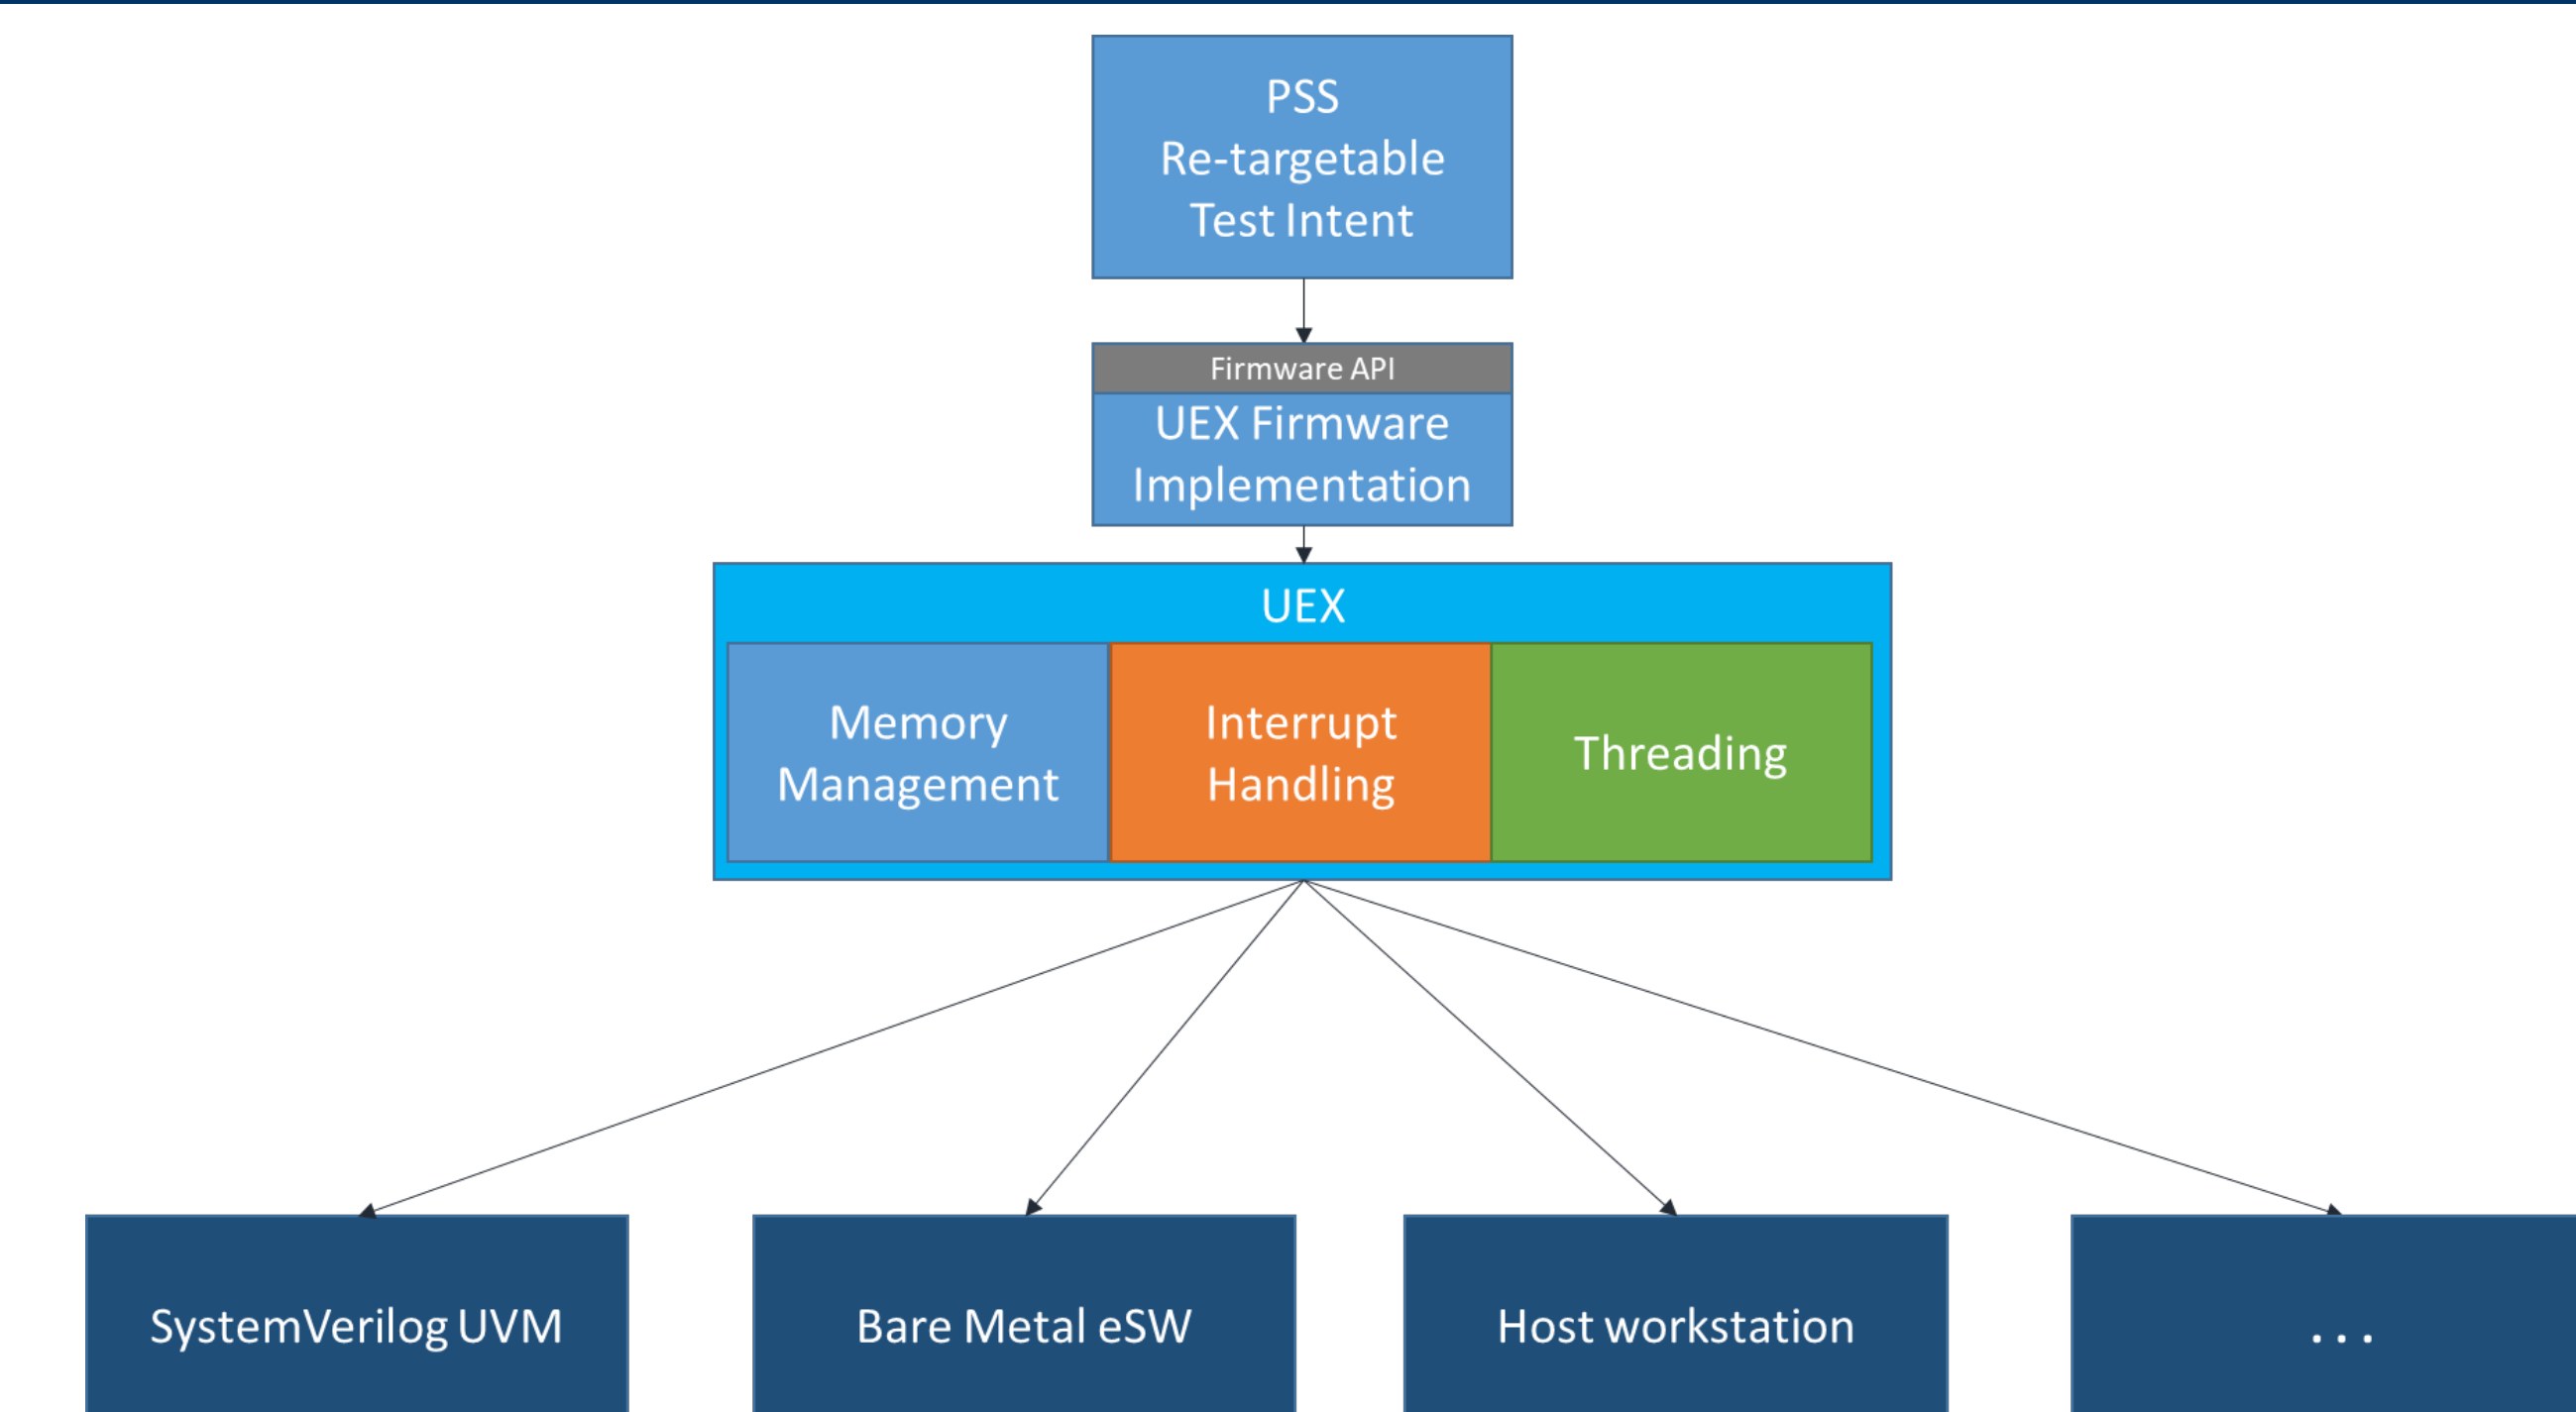 PSS
Re-targetable
Test Intent
Firmware API
UEX Firmware
Implementation
UEX
Memory
Management
Interrupt
Handling
Threading
SystemVerilog UVM
Bare Metal eSW
Host workstation
...